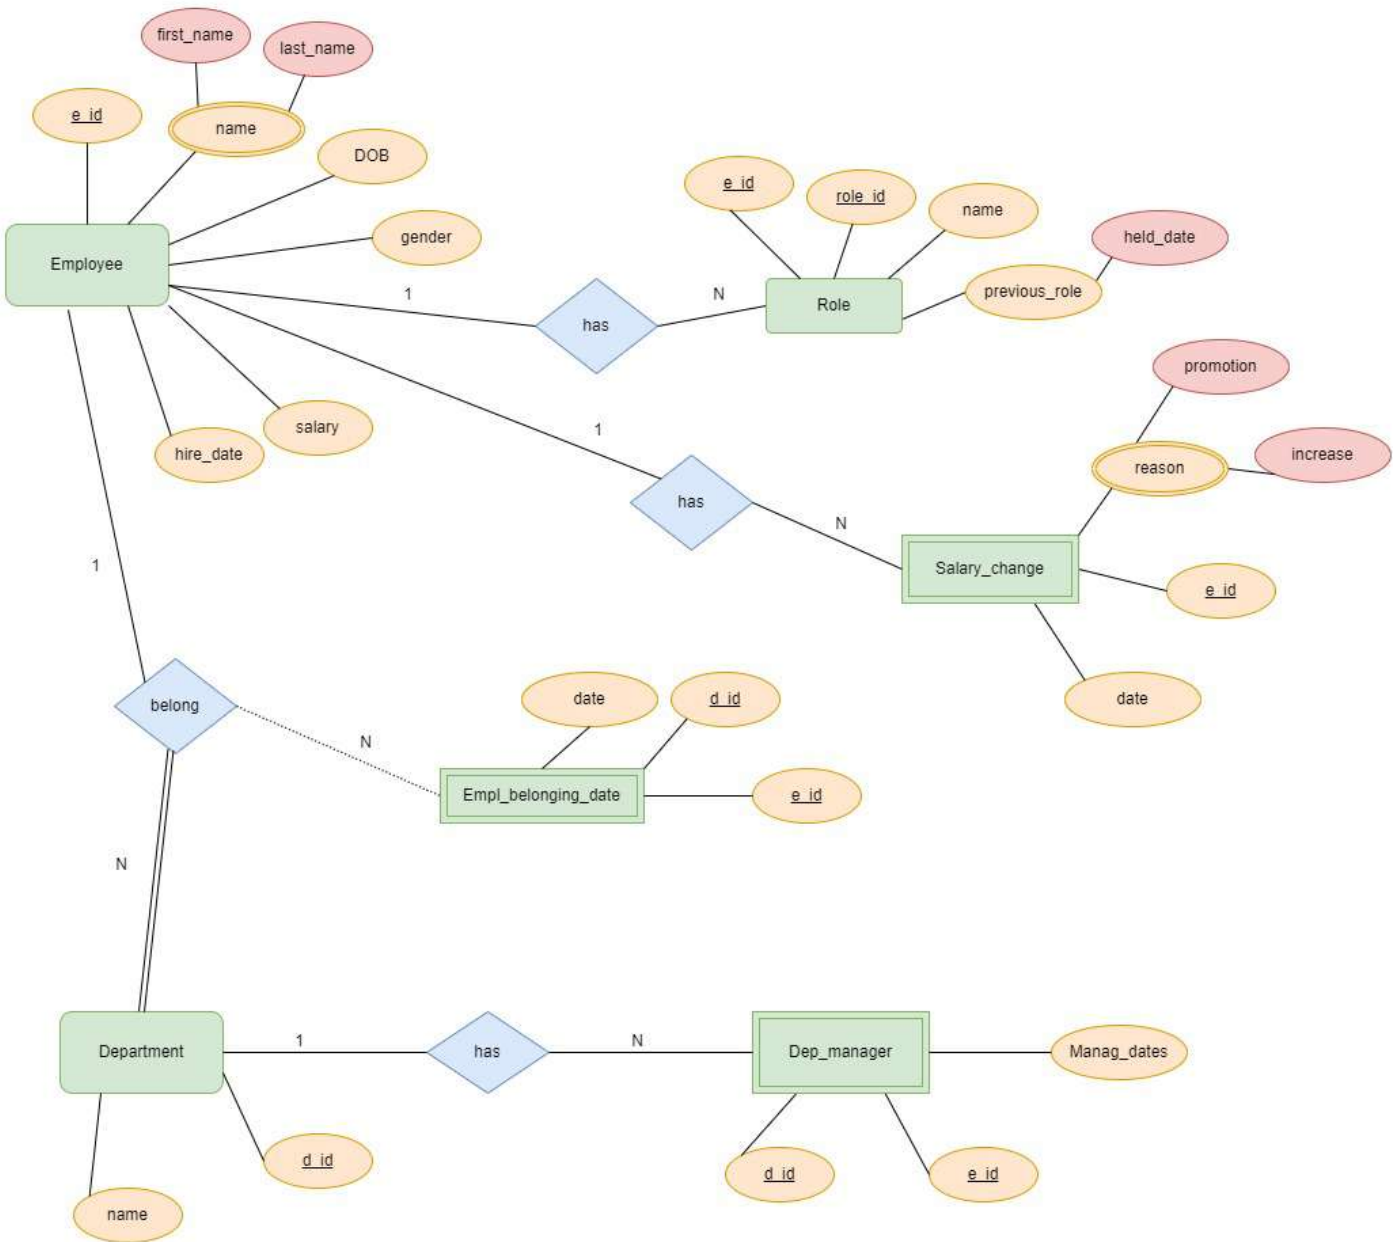 first_name
last_name
e_id
name
DOB
gender
Employee
hire_date
salary
1
has
N
e_id
role_id
name
held_date
previous_role
Role
1
has
N
promotion
reason
increase
Salary_change
e_id
date
1
belong
N
date
d_id
Empl_belonging_date
e_id
N
Department
1
has
N
Dep_manager
Manag_dates
name
d_id
d_id
e_id